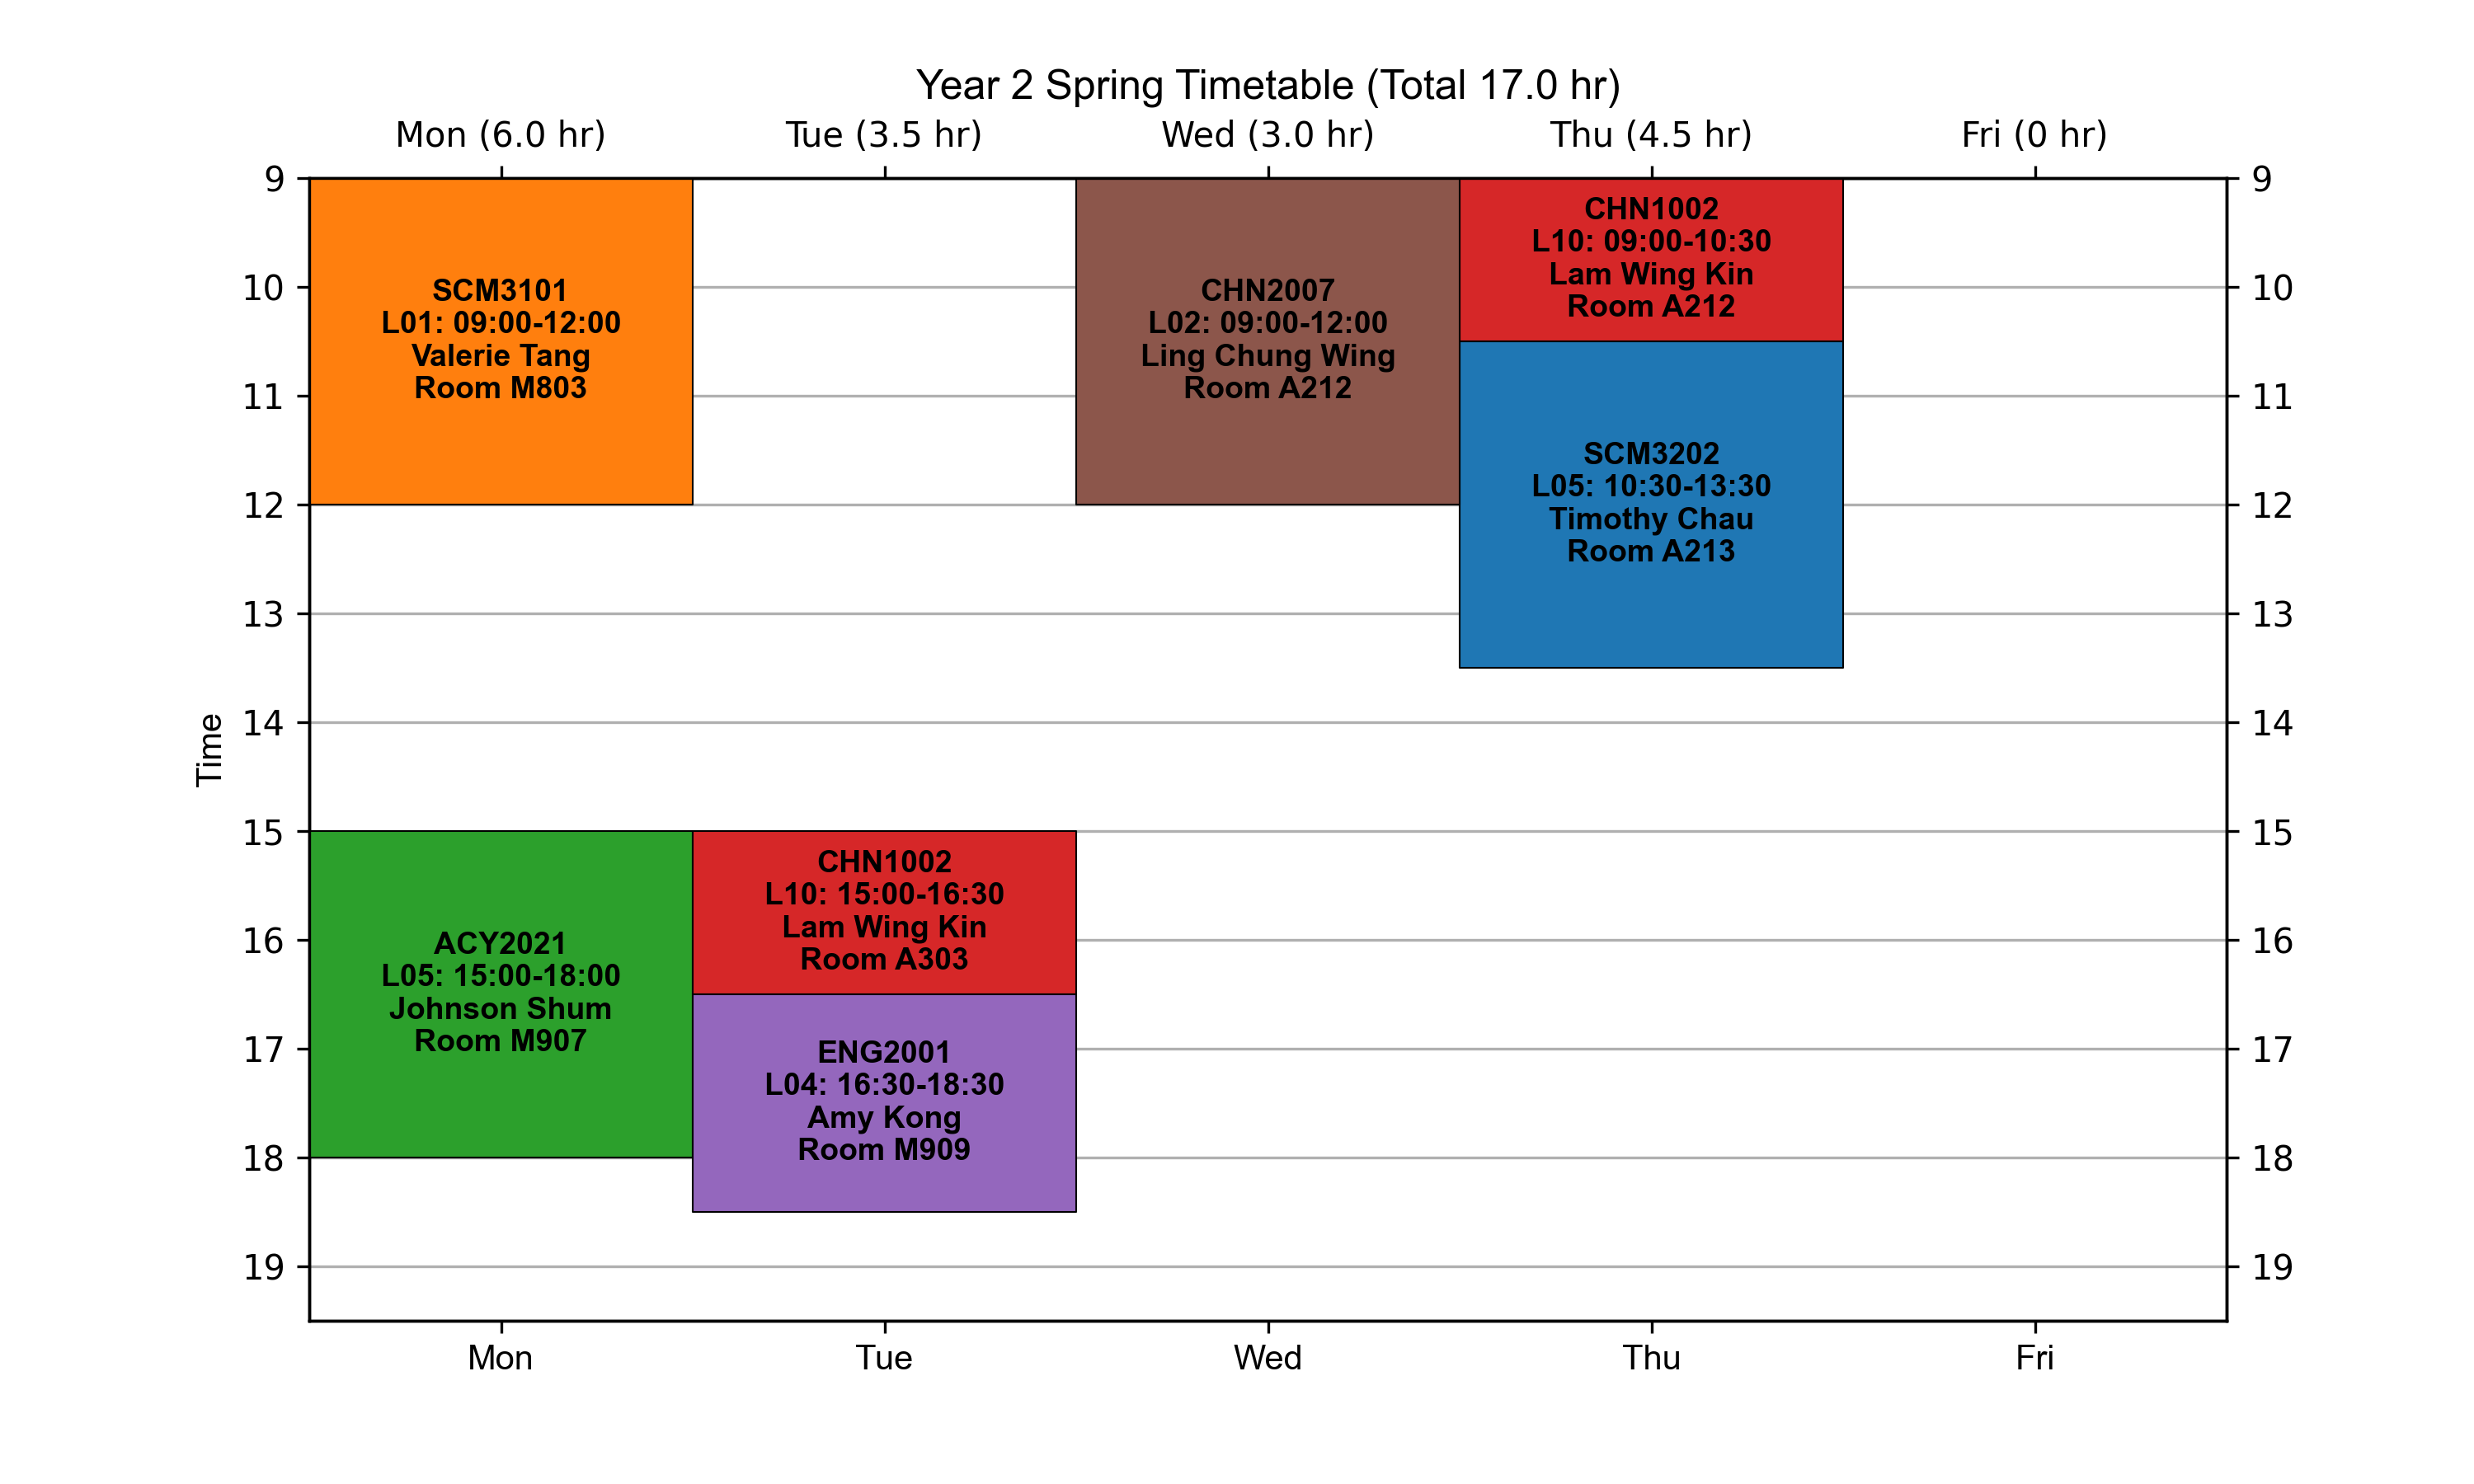 Year 2 Spring Timetable (Total 17.0 hr)
Mon (6.0 hr) Tue (3.5 hr) Wed (3.0 hr) Thu (4.5 hr) Fri (0 hr)
Time
9
10
11
12
13
14
15
16
17
18
19
SCM3101
L01: 09:00-12:00
Valerie Tang
Room M803
ACY2021
L05: 15:00-18:00
Johnson Shum
Room M907
CHN1002
L10: 15:00-16:30
Lam Wing Kin
Room A303
ENG2001
L04: 16:30-18:30
Amy Kong
Room M909
CHN2007
L02: 09:00-12:00
Ling Chung Wing
Room A212
CHN1002
L10: 09:00-10:30
Lam Wing Kin
Room A212
SCM3202
L05: 10:30-13:30
Timothy Chau
Room A213
9
10
11
12
13
14
15
16
17
18
19
Mon Tue Wed Thu Fri